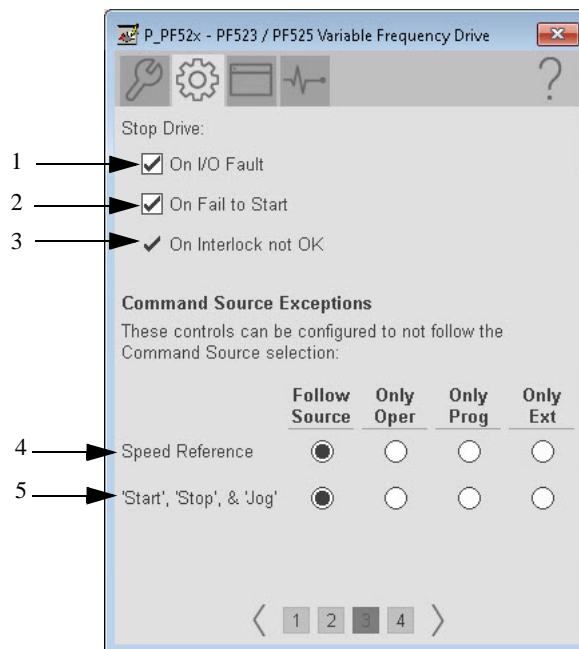 P_PF52x - PF523 / PF525 Variable Frequency Drive
?
Stop Drive:
1 On I/O Fault
2 On Fail to Start
3 On Interlock not OK
Command Source Exceptions
These controls can be configured to not follow the
Command Source selection:
Follow Only Only Only
Source Oper Prog Ext
4 Speed Reference
5 'Start', 'Stop', & 'Jog'
1 2 3 4